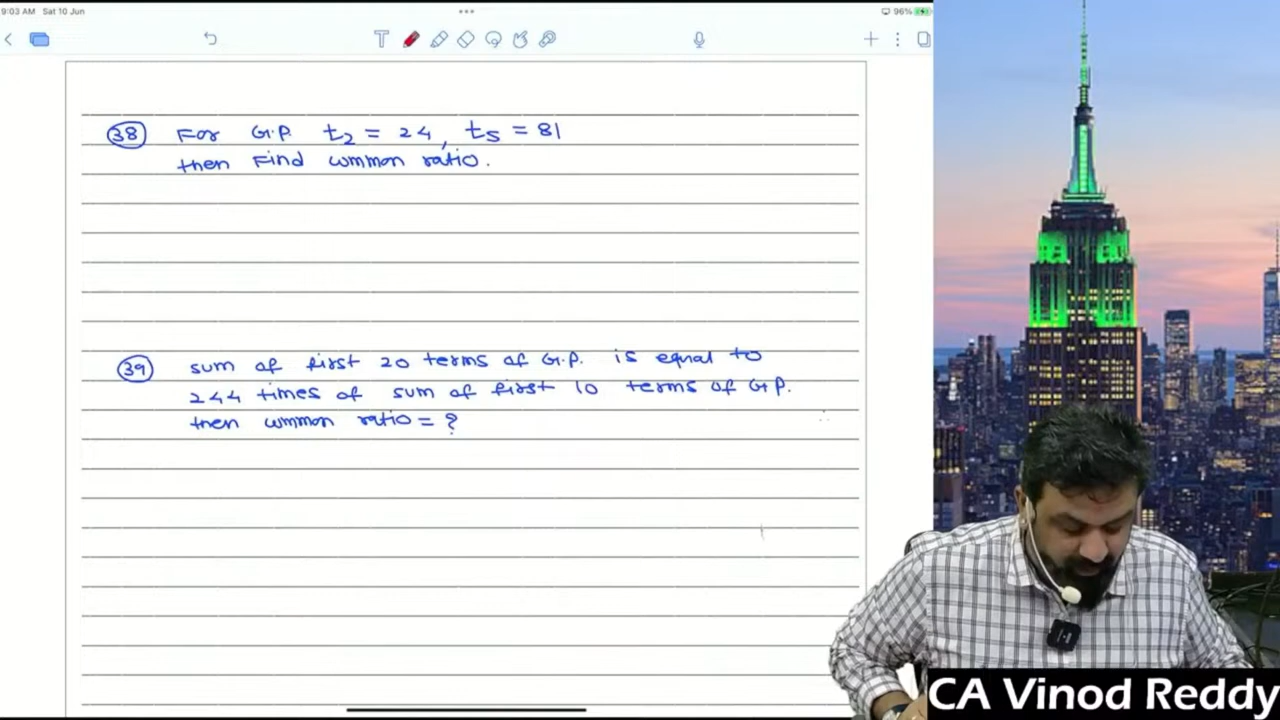 9:03 AM Sat 10 Jun
96%
T
38 For G.P. t2 = 24, t5 = 81
then Find common ratio.
39 sum of first 20 terms of G.P. is equal to
244 times of sum of first 10 terms of G.P.
then common ratio = ?
CA Vinod Reddy